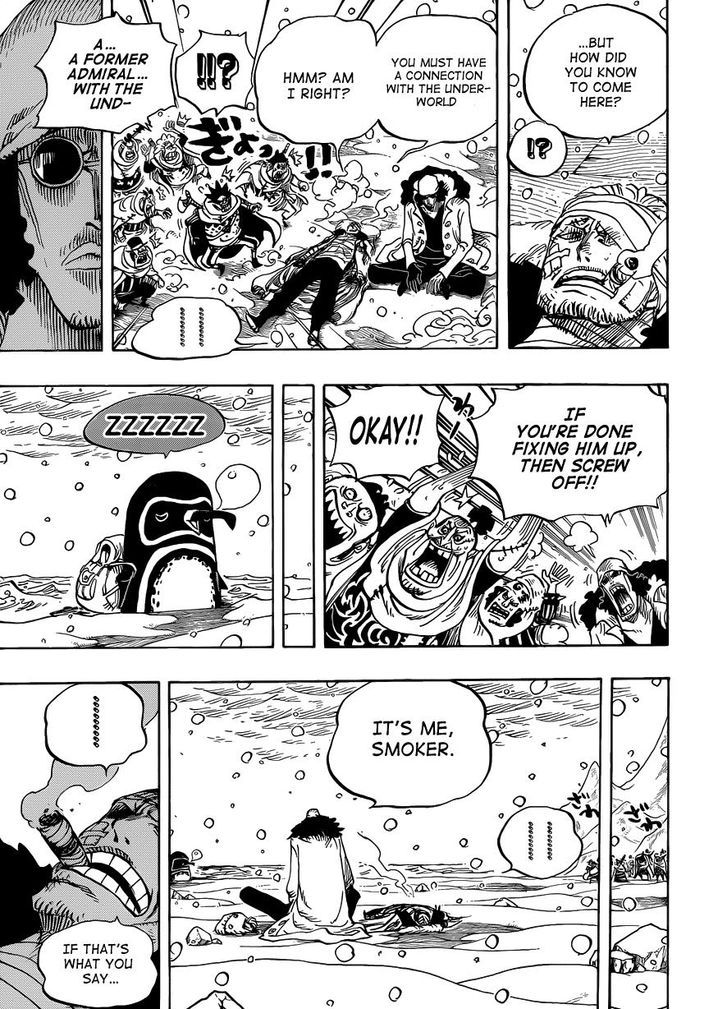 ...BUT
HOW DID
YOU KNOW
TO COME
HERE?
!?
YOU MUST HAVE
A CONNECTION
WITH THE UNDER-
WORLD
HMM? AM
I RIGHT?
!!?
ぎょっ
!!
A...
A FORMER
ADMIRAL...
WITH THE
UND-
IF
YOU'RE DONE
FIXING HIM UP,
THEN SCREW
OFF!!
OKAY!!
ZZZZZZ
IT'S ME,
SMOKER.
IF THAT'S
WHAT YOU
SAY...